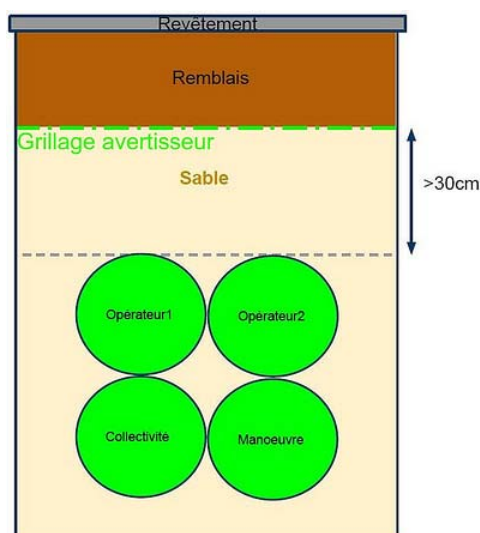 Revêtement
Remblais
Grillage avertisseur
Sable
>30cm
Opérateur1
Opérateur2
Collectivité
Manoeuvre